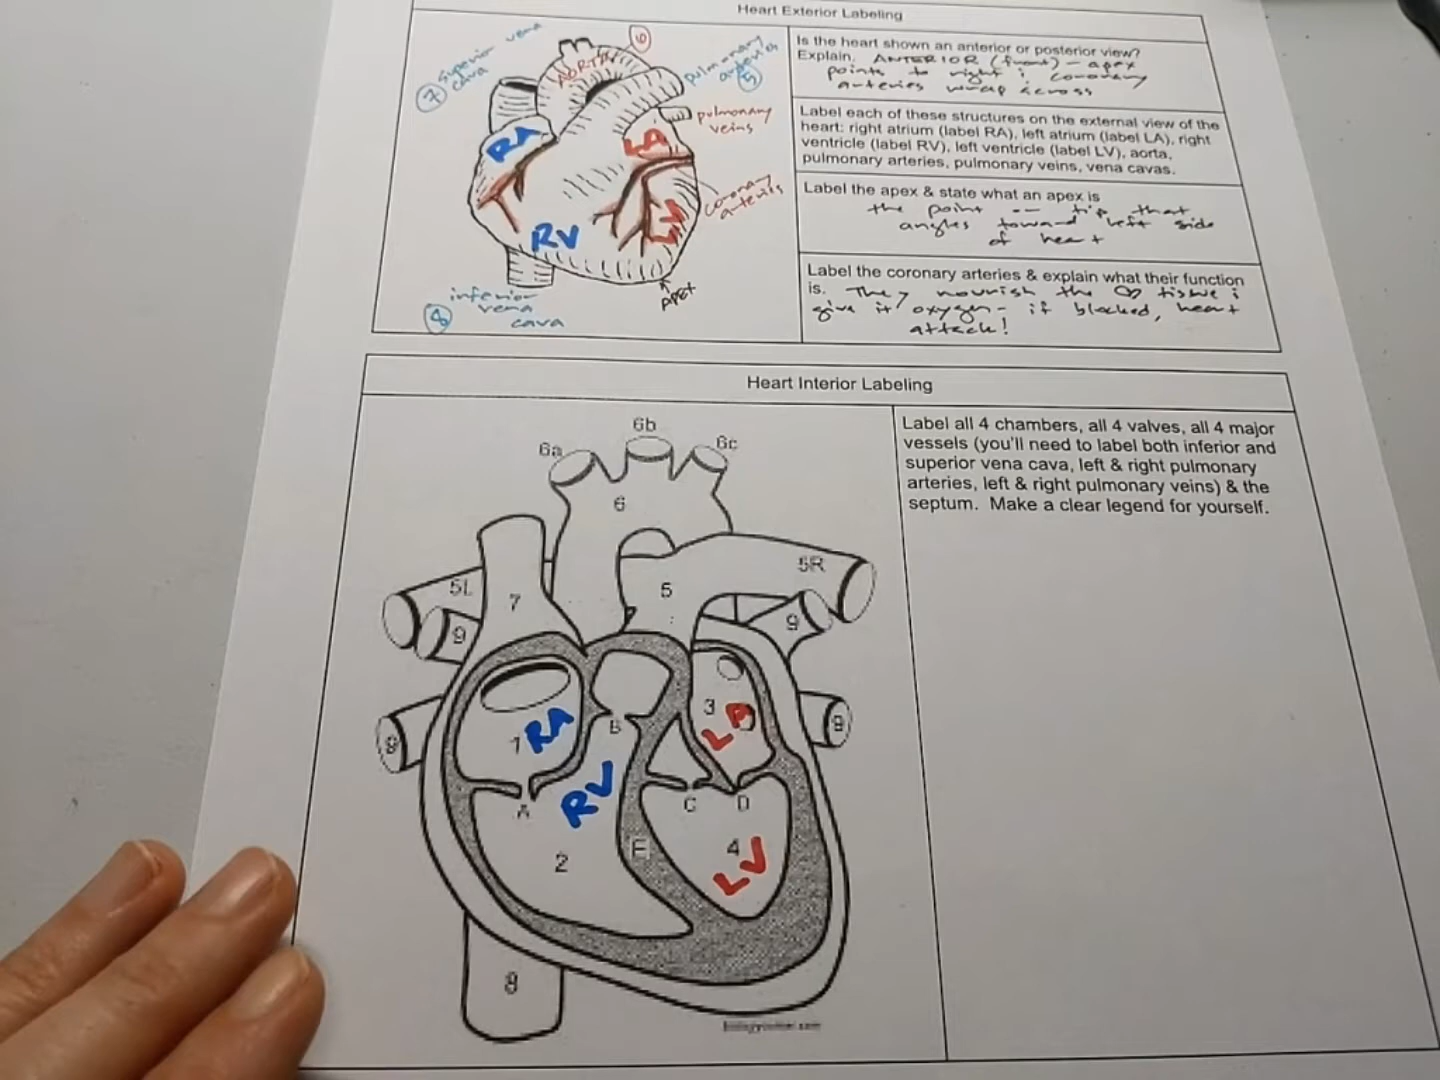 Heart Exterior Labeling
7 superior vena
cava
6
AORTA
pulmonary
arteries
5
pulmonary
veins
RA
LA
coronary
arteries
RV
LV
APEX
inferior
vena
cava
8
Is the heart shown an anterior or posterior view?
Explain. ANTERIOR (front) - apex
points to right & coronary
arteries wrap across
Label each of these structures on the external view of the
heart: right atrium (label RA), left atrium (label LA), right
ventricle (label RV), left ventricle (label LV), aorta,
pulmonary arteries, pulmonary veins, vena cavas.
Label the apex & state what an apex is
the point -- tip that
angles toward left side
of heart
Label the coronary arteries & explain what their function
is. They nourish the ♡ tissue &
give it oxygen - if blocked, heart
attack!
Heart Interior Labeling
6a
6b
6c
6
5L
7
5
5R
9
9
1 RA
B
3
LA
9
9
RV
A
C
D
2
E
4
LV
8
Label all 4 chambers, all 4 valves, all 4 major
vessels (you'll need to label both inferior and
superior vena cava, left & right pulmonary
arteries, left & right pulmonary veins) & the
septum. Make a clear legend for yourself.